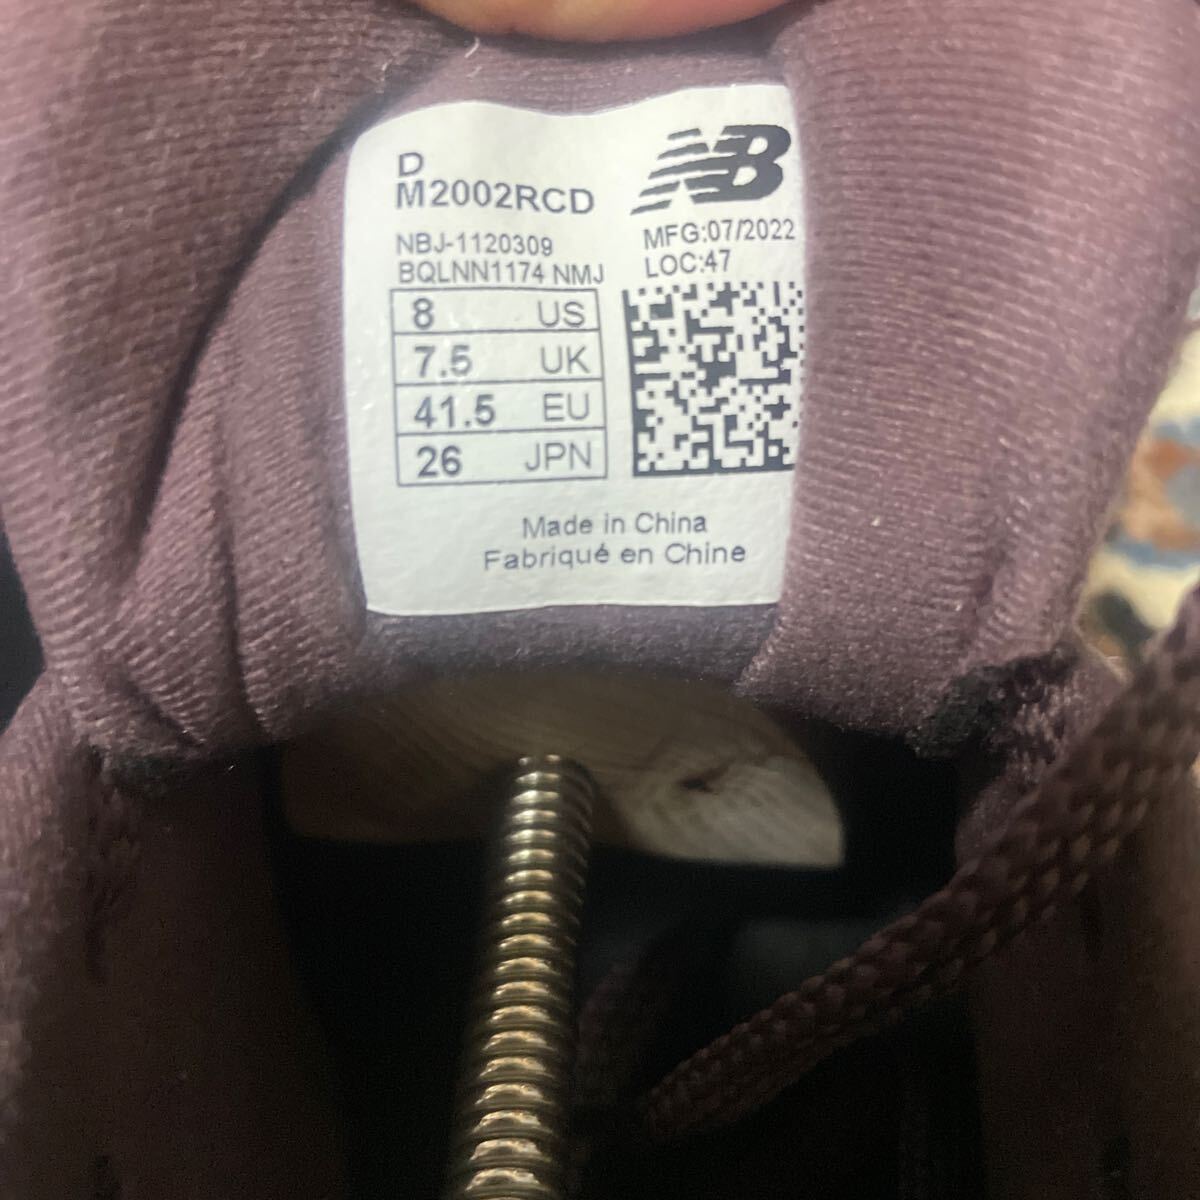 D
M2002RCD
NB
NBJ-1120309
BQLNN1174 NMJ
MFG:07/2022
LOC:47
8 US
7.5 UK
41.5 EU
26 JPN
Made in China
Fabriqué en Chine